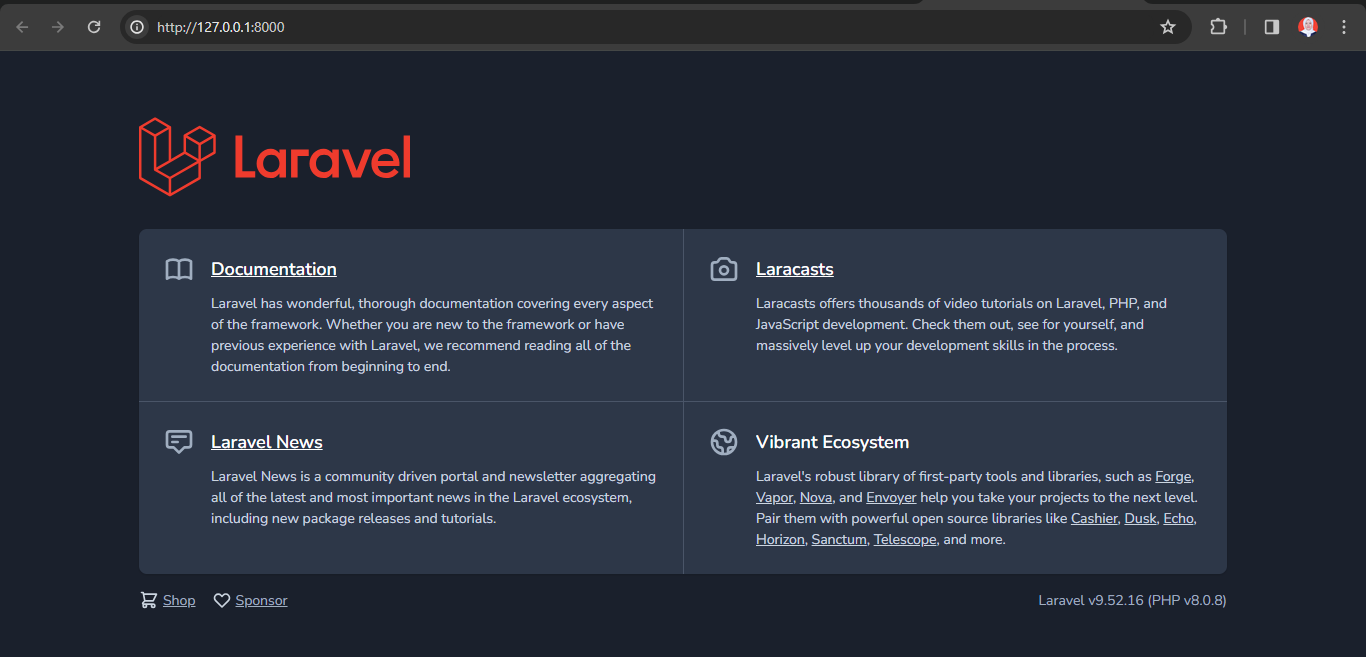 http://127.0.0.1:8000
Laravel
Documentation
Laravel has wonderful, thorough documentation covering every aspect
of the framework. Whether you are new to the framework or have
previous experience with Laravel, we recommend reading all of the
documentation from beginning to end.
Laracasts
Laracasts offers thousands of video tutorials on Laravel, PHP, and
JavaScript development. Check them out, see for yourself, and
massively level up your development skills in the process.
Laravel News
Laravel News is a community driven portal and newsletter aggregating
all of the latest and most important news in the Laravel ecosystem,
including new package releases and tutorials.
Vibrant Ecosystem
Laravel's robust library of first-party tools and libraries, such as Forge,
Vapor, Nova, and Envoyer help you take your projects to the next level.
Pair them with powerful open source libraries like Cashier, Dusk, Echo,
Horizon, Sanctum, Telescope, and more.
Shop Sponsor
Laravel v9.52.16 (PHP v8.0.8)